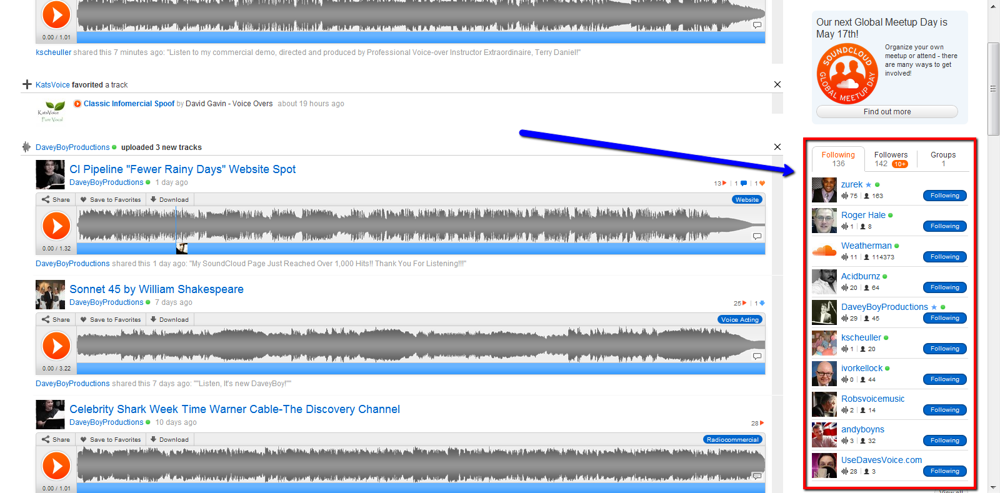 0.00 / 1.01
kscheuller shared this 7 minutes ago: "Listen to my commercial demo, directed and produced by Professional Voice-over Instructor Extraordinaire, Terry Daniel!"
KatsVoice favorited a track
KatsVoice
Pure Vocal
Classic Infomercial Spoof by David Gavin - Voice Overs about 19 hours ago
DaveyBoyProductions uploaded 3 new tracks
CI Pipeline "Fewer Rainy Days" Website Spot
DaveyBoyProductions 1 day ago
13 1 1
Share Save to Favorites Download Website
0.00 / 1.32
DaveyBoyProductions shared this 1 day ago: "My SoundCloud Page Just Reached Over 1,000 Hits!! Thank You For Listening!!!"
Sonnet 45 by William Shakespeare
DaveyBoyProductions 7 days ago
25 1
Share Save to Favorites Download Voice Acting
0.00 / 3.22
DaveyBoyProductions shared this 7 days ago: ""Listen, It's new DaveyBoy!""
Celebrity Shark Week Time Warner Cable-The Discovery Channel
DaveyBoyProductions 10 days ago
28
Share Save to Favorites Download Radiocommercial
0.00 / 1.01
Our next Global Meetup Day is
May 17th!
SOUNDCLOUD
GLOBAL MEETUP DAY
Organize your own
meetup or attend - there
are many ways to get
involved!
Find out more
Following Followers Groups
136 142 10+ 1
zurek
75 163 Following
Roger Hale
1 8 Following
Weatherman
11 114373 Following
Acidburnz
20 64 Following
DaveyBoyProductions
29 45 Following
kscheuller
1 20 Following
ivorkellock
0 44 Following
Robsvoicemusic
2 14 Following
andyboyns
3 32 Following
UseDavesVoice.com
28 3 Following
View all